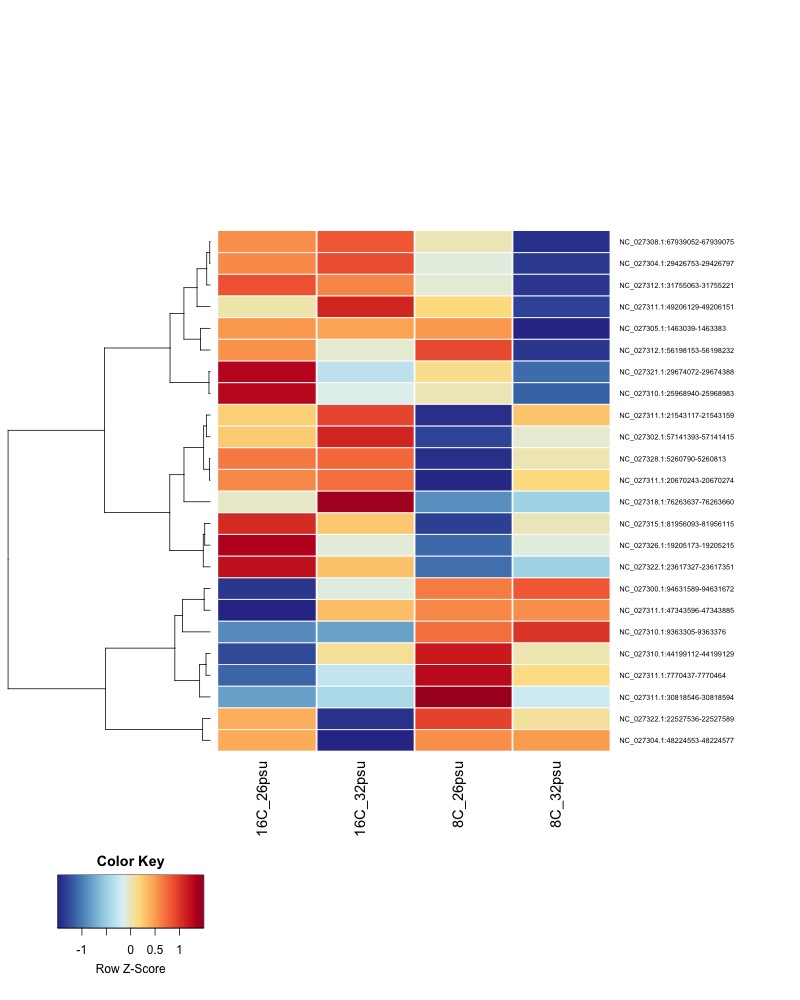 NC_027308.1:67939052-67939075
NC_027304.1:29426753-29426797
NC_027312.1:31755063-31755221
NC_027311.1:49206129-49206151
NC_027305.1:1463039-1463383
NC_027312.1:56198153-56198232
NC_027321.1:29674072-29674388
NC_027310.1:25968940-25968983
NC_027311.1:21543117-21543159
NC_027302.1:57141393-57141415
NC_027328.1:5260790-5260813
NC_027311.1:20670243-20670274
NC_027318.1:76263637-76263660
NC_027315.1:81956093-81956115
NC_027326.1:19205173-19205215
NC_027322.1:23617327-23617351
NC_027300.1:94631589-94631672
NC_027311.1:47343596-47343885
NC_027310.1:9363305-9363376
NC_027310.1:44199112-44199129
NC_027311.1:7770437-7770464
NC_027311.1:30818546-30818594
NC_027322.1:22527536-22527589
NC_027304.1:48224553-48224577
16C_26psu
16C_32psu
8C_26psu
8C_32psu
Color Key
-1 0 0.5 1
Row Z-Score